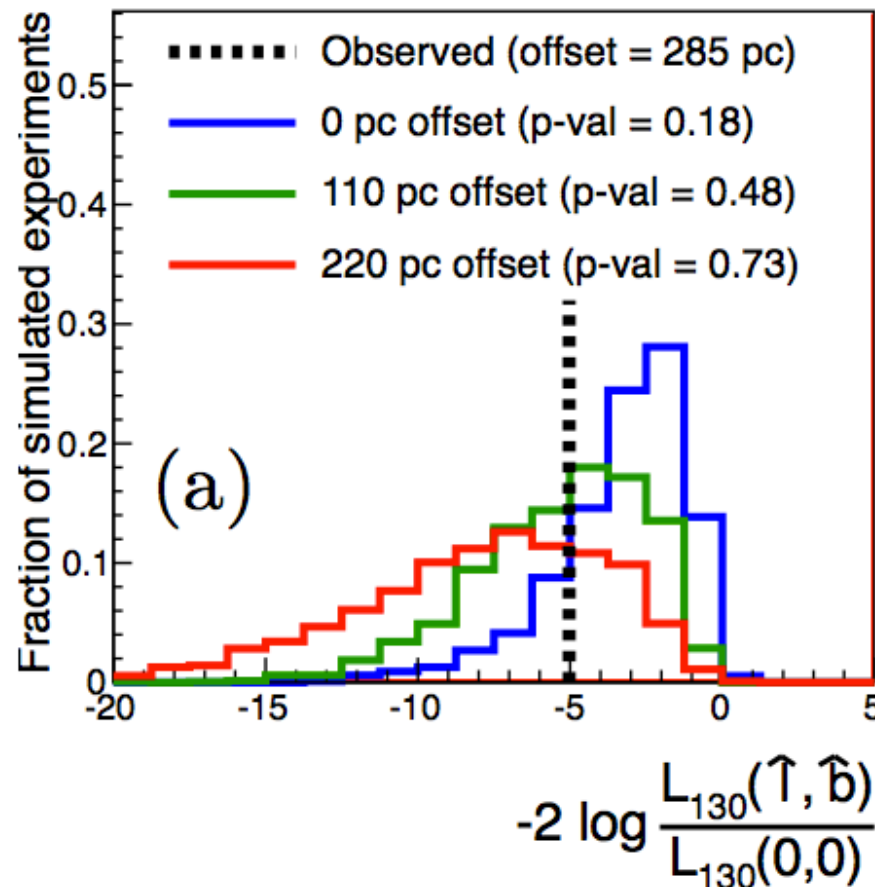 Fraction of simulated experiments
0.5
0.4
0.3
0.2
0.1
0
Observed (offset = 285 pc)
0 pc offset (p-val = 0.18)
110 pc offset (p-val = 0.48)
220 pc offset (p-val = 0.73)
(a)
-20 -15 -10 -5 0 5
-2 log L₁₃₀(l̂, b̂)
L₁₃₀(0,0)